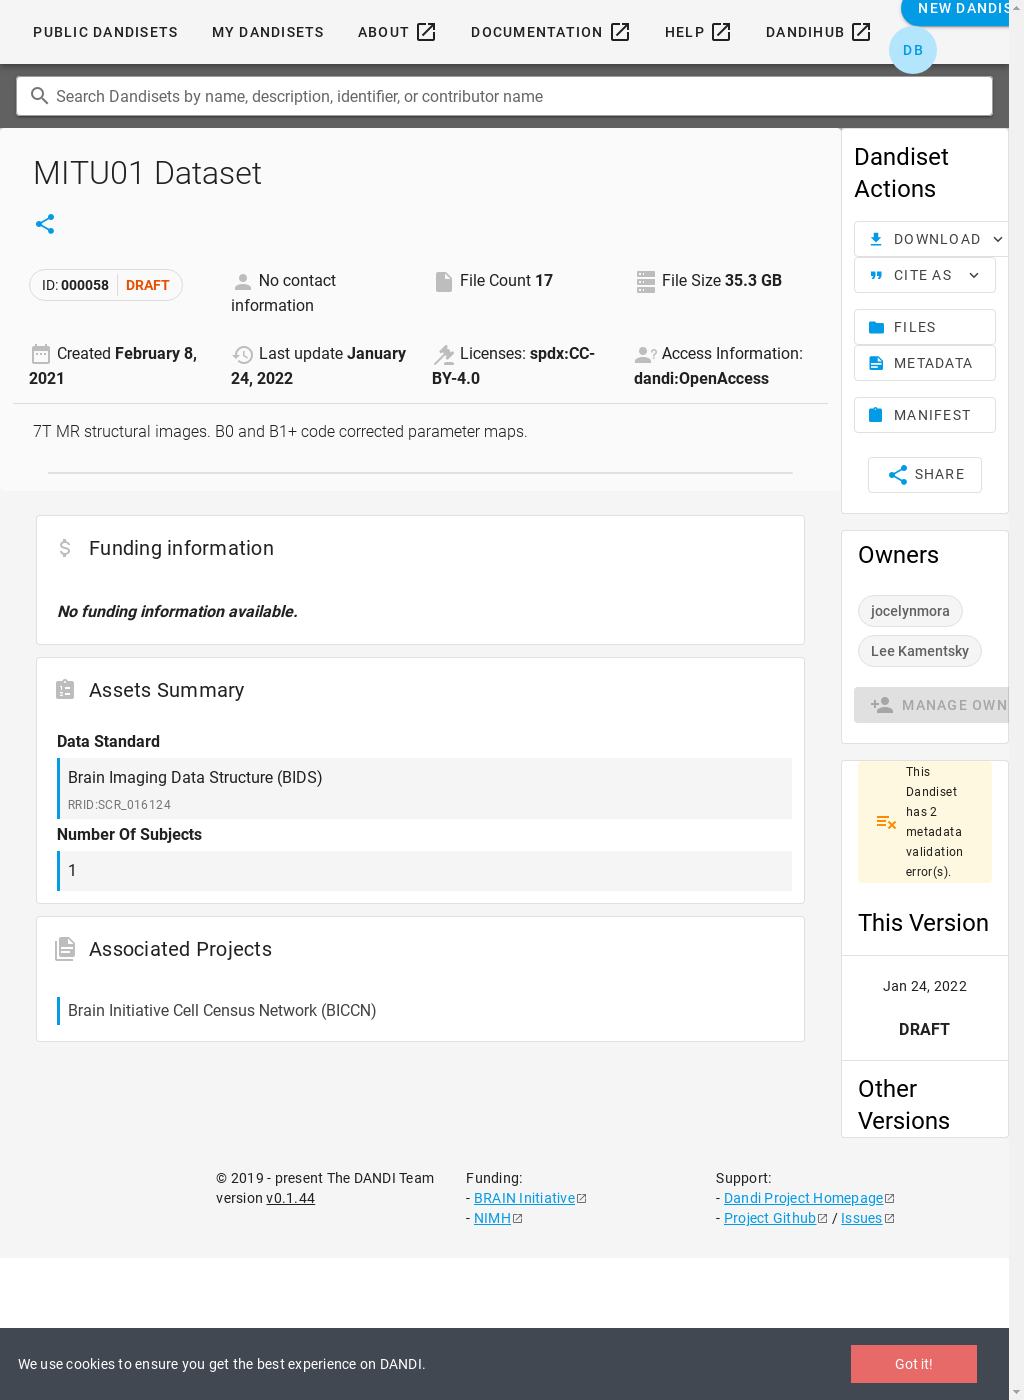 PUBLIC DANDISETS
MY DANDISETS
ABOUT
DOCUMENTATION
HELP
DANDIHUB
NEW DANDIS
DB
Search Dandisets by name, description, identifier, or contributor name
MITU01 Dataset
ID: 000058 DRAFT
No contact
information
File Count 17
File Size 35.3 GB
Created February 8,
2021
Last update January
24, 2022
Licenses: spdx:CC-
BY-4.0
Access Information:
dandi:OpenAccess
7T MR structural images. B0 and B1+ code corrected parameter maps.
Funding information
No funding information available.
Assets Summary
Data Standard
Brain Imaging Data Structure (BIDS)
RRID:SCR_016124
Number Of Subjects
1
Associated Projects
Brain Initiative Cell Census Network (BICCN)
Dandiset
Actions
DOWNLOAD
CITE AS
FILES
METADATA
MANIFEST
SHARE
Owners
jocelynmora
Lee Kamentsky
MANAGE OWN
This
Dandiset
has 2
metadata
validation
error(s).
This Version
Jan 24, 2022
DRAFT
Other
Versions
© 2019 - present The DANDI Team
version v0.1.44
Funding:
- BRAIN Initiative
- NIMH
Support:
- Dandi Project Homepage
- Project Github / Issues
We use cookies to ensure you get the best experience on DANDI.
Got it!